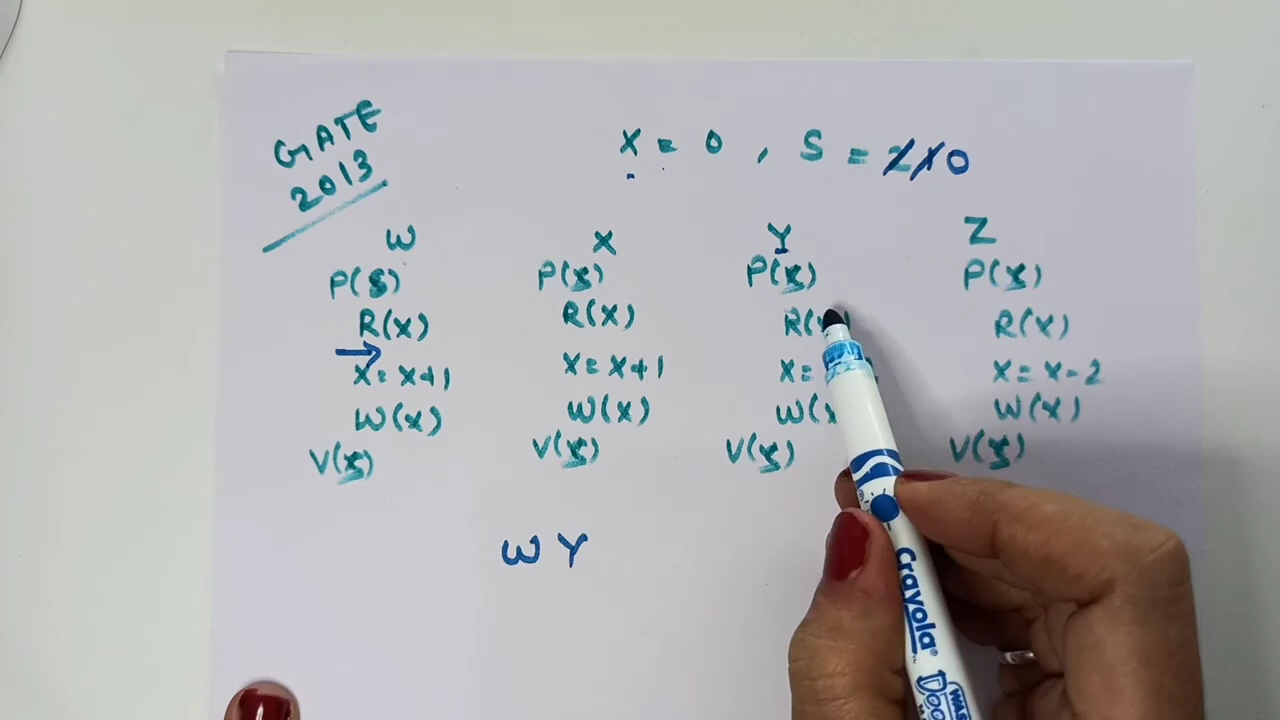 GATE
2013
X = 0 , S = 2 1 0
W X Y Z
P(S) P(S) P(S) P(S)
R(X) R(X) R(X) R(X)
X = X+1 X = X+1 X = X = X-2
W(X) W(X) W(X W(X)
V(S) V(S) V(S) V(S)
W Y
Crayola